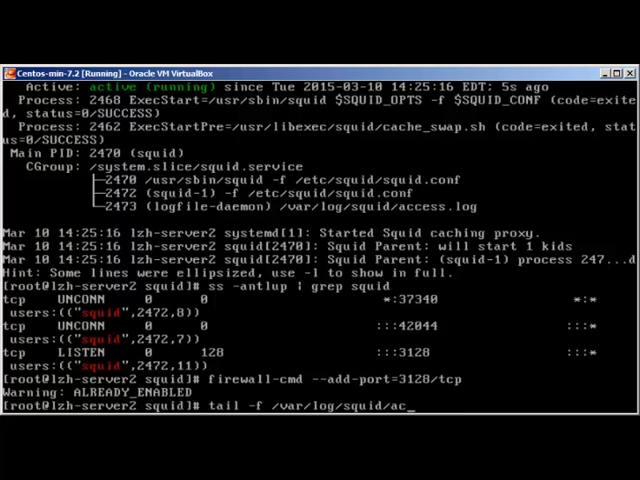 Centos-min-7.2 [Running] - Oracle VM VirtualBox
Active: active (running) since Tue 2015-03-10 14:25:16 EDT; 5s ago
Process: 2468 ExecStart=/usr/sbin/squid $SQUID_OPTS -f $SQUID_CONF (code=exite
d, status=0/SUCCESS)
Process: 2462 ExecStartPre=/usr/libexec/squid/cache_swap.sh (code=exited, stat
us=0/SUCCESS)
Main PID: 2470 (squid)
CGroup: /system.slice/squid.service
├─2470 /usr/sbin/squid -f /etc/squid/squid.conf
├─2472 (squid-1) -f /etc/squid/squid.conf
└─2473 (logfile-daemon) /var/log/squid/access.log
Mar 10 14:25:16 lzh-server2 systemd[1]: Started Squid caching proxy.
Mar 10 14:25:16 lzh-server2 squid[2470]: Squid Parent: will start 1 kids
Mar 10 14:25:16 lzh-server2 squid[2470]: Squid Parent: (squid-1) process 247...d
Hint: Some lines were ellipsized, use -l to show in full.
[root@lzh-server2 squid]# ss -antlup | grep squid
tcp UNCONN 0 0 *:37340 *:*
users:(("squid",2472,8))
tcp UNCONN 0 0 :::42044 :::*
users:(("squid",2472,7))
tcp LISTEN 0 128 :::3128 :::*
users:(("squid",2472,11))
[root@lzh-server2 squid]# firewall-cmd --add-port=3128/tcp
Warning: ALREADY_ENABLED
[root@lzh-server2 squid]# tail -f /var/log/squid/ac_